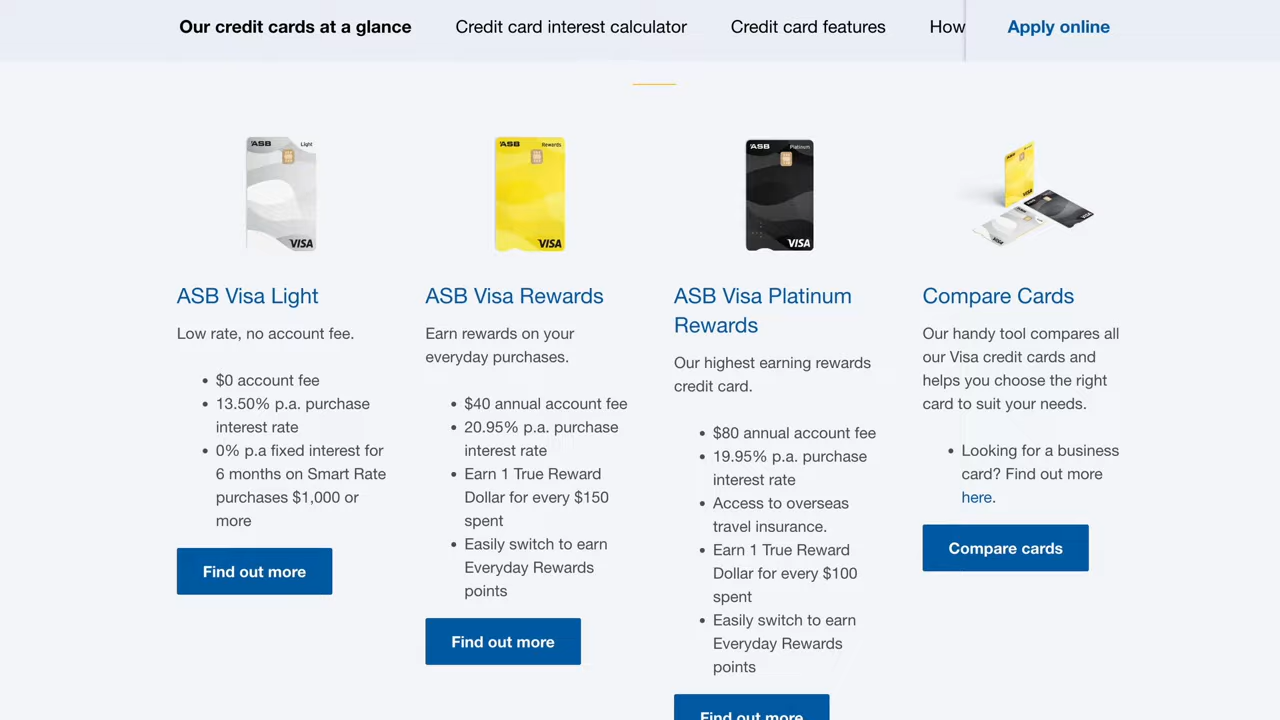 Our credit cards at a glance
Credit card interest calculator
Credit card features
How
Apply online
ASB
Light
VISA
ASB
Rewards
VISA
ASB
Platinum
VISA
ASB
ASB Visa Light
Low rate, no account fee.
• $0 account fee
• 13.50% p.a. purchase
interest rate
• 0% p.a fixed interest for
6 months on Smart Rate
purchases $1,000 or
more
Find out more
ASB Visa Rewards
Earn rewards on your
everyday purchases.
• $40 annual account fee
• 20.95% p.a. purchase
interest rate
• Earn 1 True Reward
Dollar for every $150
spent
• Easily switch to earn
Everyday Rewards
points
Find out more
ASB Visa Platinum
Rewards
Our highest earning rewards
credit card.
• $80 annual account fee
• 19.95% p.a. purchase
interest rate
• Access to overseas
travel insurance.
• Earn 1 True Reward
Dollar for every $100
spent
• Easily switch to earn
Everyday Rewards
points
Find out more
Compare Cards
Our handy tool compares all
our Visa credit cards and
helps you choose the right
card to suit your needs.
• Looking for a business
card? Find out more
here.
Compare cards